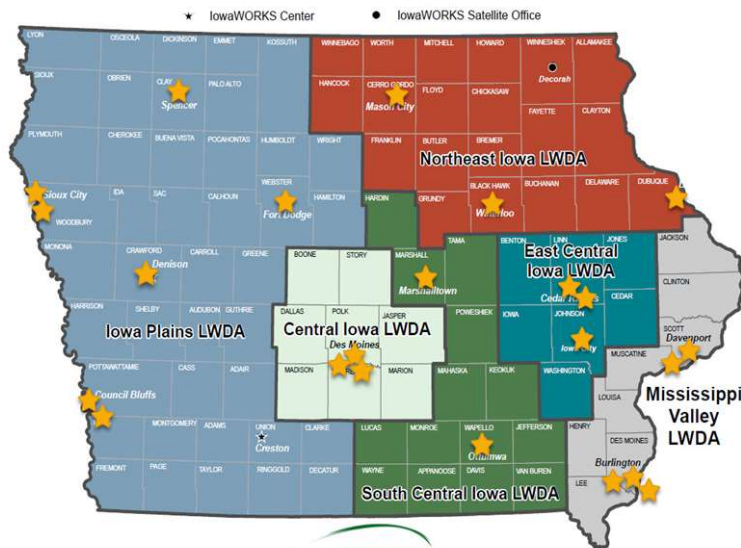 IowaWORKS Center
IowaWORKS Satellite Office
LYON
OSCEOLA
DICKINSON
EMMET
KOSSUTH
WINNEBAGO
WORTH
MITCHELL
HOWARD
WINNESHIEK
ALLAMAKEE
SIOUX
OBRIEN
CLAY
PALO ALTO
Spencer
HANCOCK
CERRO GORDO
Mason City
FLOYD
CHICKASAW
Decorah
FAYETTE
CLAYTON
PLYMOUTH
CHEROKEE
BUENA VISTA
POCAHONTAS
HUMBOLDT
WRIGHT
FRANKLIN
BUTLER
BREMER
Northeast Iowa LWDA
Sioux City
WOODBURY
IDA
SAC
CALHOUN
WEBSTER
Fort Dodge
HAMILTON
HARDIN
GRUNDY
BLACK HAWK
Waterloo
BUCHANAN
DELAWARE
DUBUQUE
MONONA
CRAWFORD
Denison
CARROLL
GREENE
BOONE
STORY
MARSHALL
Marshalltown
TAMA
BENTON
LINN
JONES
East Central
Iowa LWDA
JACKSON
CLINTON
HARRISON
SHELBY
AUDUBON
GUTHRIE
Iowa Plains LWDA
DALLAS
POLK
JASPER
Central Iowa LWDA
Des Moines
POWESHIEK
IOWA
JOHNSON
CEDAR
SCOTT
Davenport
MUSCATINE
POTTAWATTAMIE
Council Bluffs
CASS
ADAIR
MADISON
MARION
MAHASKA
KEOKUK
WASHINGTON
LOUISA
Mississippi
Valley
LWDA
MONTGOMERY
ADAMS
UNION
Creston
CLARKE
LUCAS
MONROE
WAPELLO
JEFFERSON
HENRY
DES MOINES
Burlington
FREMONT
PAGE
TAYLOR
RINGGOLD
DECATUR
WAYNE
APPANOOSE
DAVIS
VAN BUREN
LEE
South Central Iowa LWDA